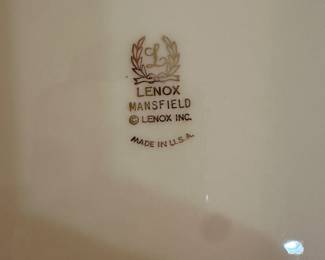 L
LENOX
MANSFIELD
© LENOX INC.
MADE IN U.S.A.